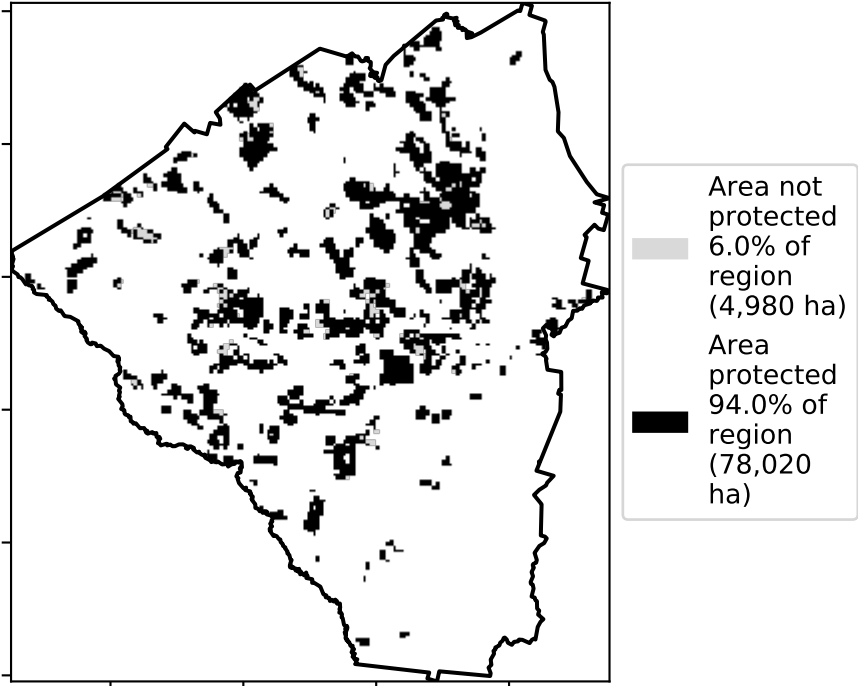 Area not
protected
6.0% of
region
(4,980 ha)
Area
protected
94.0% of
region
(78,020
ha)